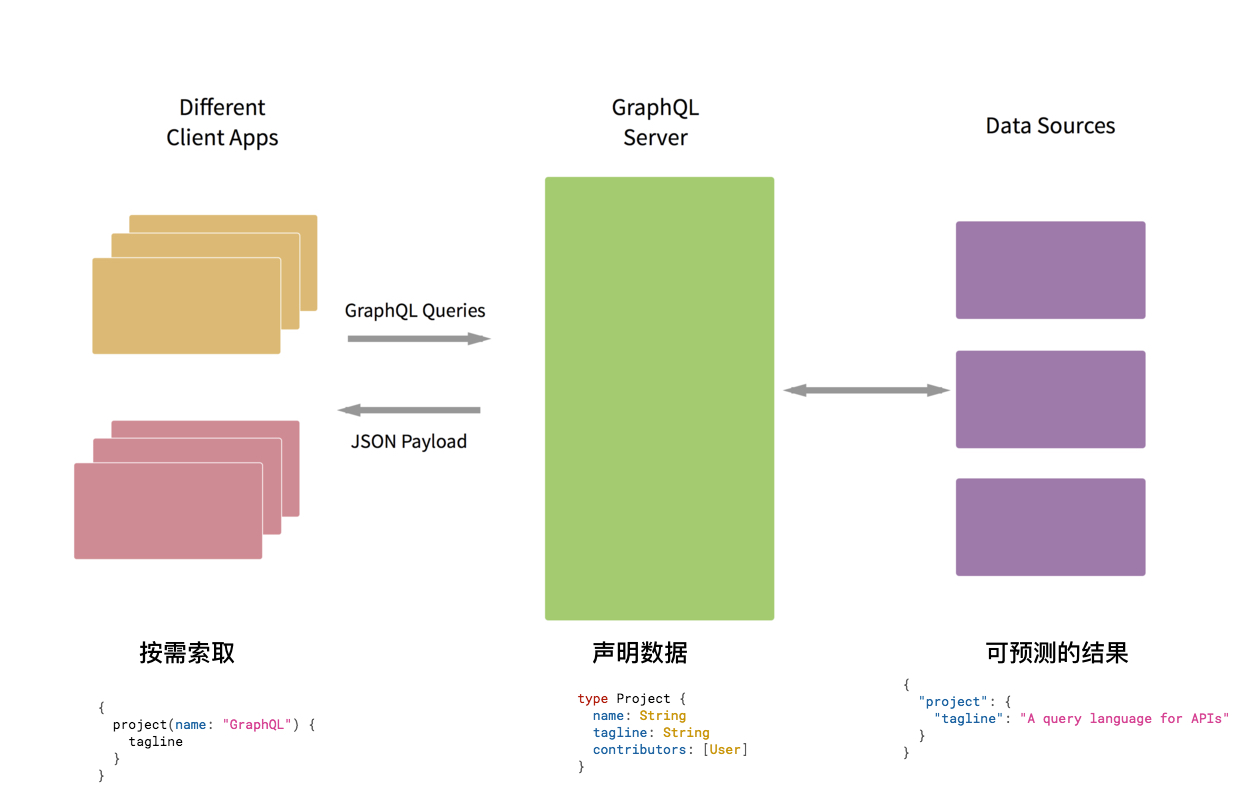 Different
Client Apps
GraphQL
Server
Data Sources
GraphQL Queries
JSON Payload
按需索取
声明数据
可预测的结果
{
  project(name: "GraphQL") {
    tagline
  }
}
type Project {
  name: String
  tagline: String
  contributors: [User]
}
{
  "project": {
    "tagline": "A query language for APIs"
  }
}